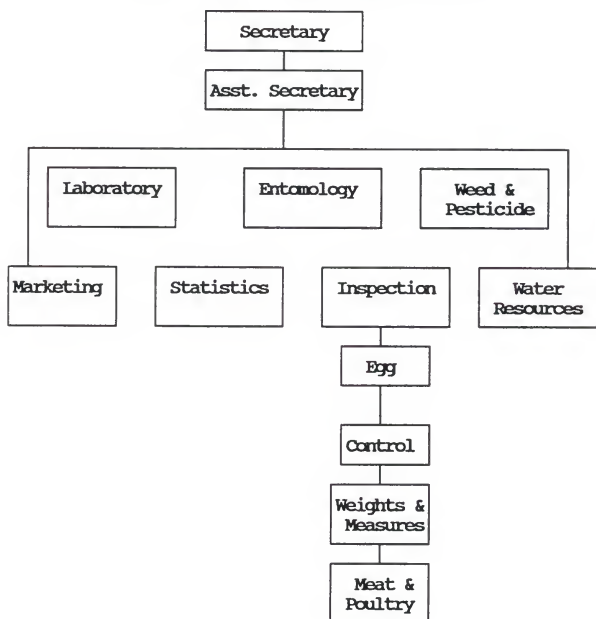 Secretary
Asst. Secretary
Laboratory
Entomology
Weed &
Pesticide
Marketing
Statistics
Inspection
Water
Resources
Egg
Control
Weights &
Measures
Meat &
Poultry